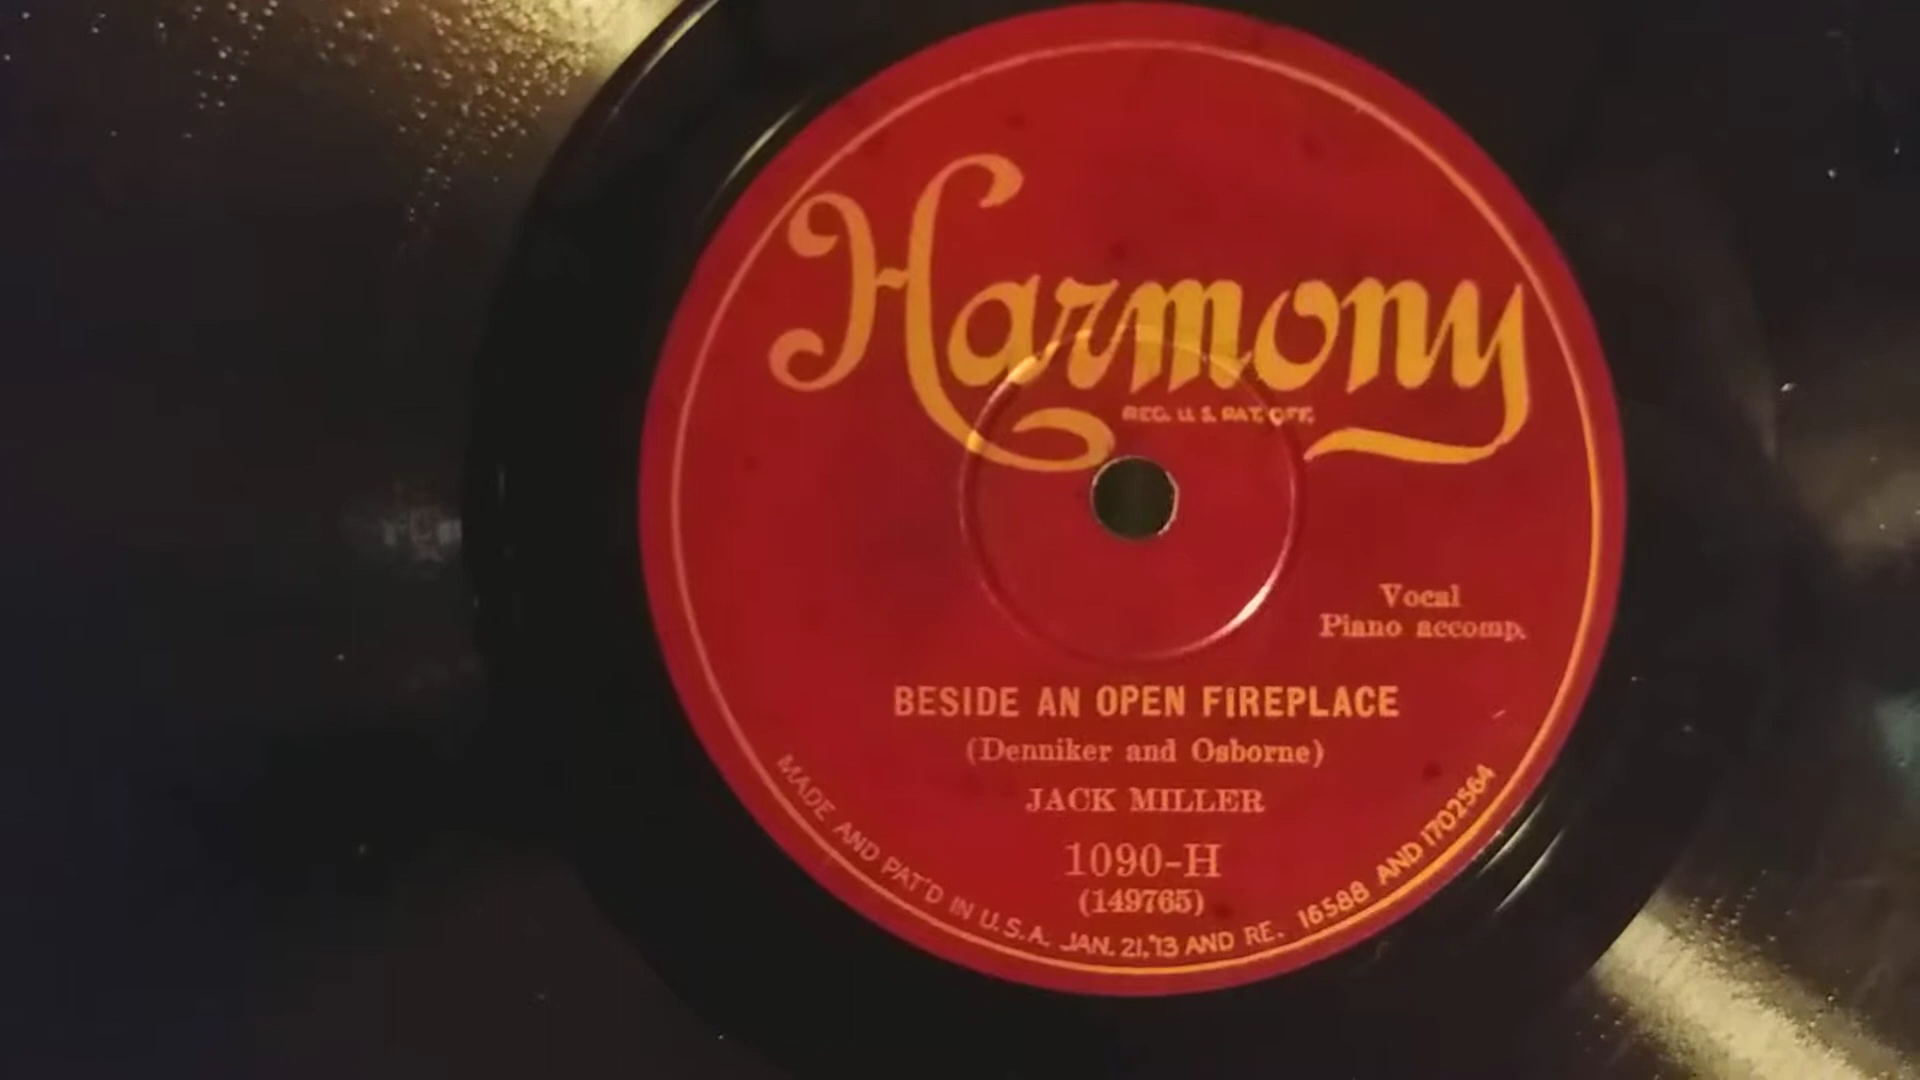 Harmony
REG. U. S. PAT. OFF.
Vocal
Piano accomp.
BESIDE AN OPEN FIREPLACE
(Denniker and Osborne)
JACK MILLER
1090-H
(149765)
MADE AND PAT'D IN U.S.A. JAN. 21, '13 AND RE. 16588 AND 1702564